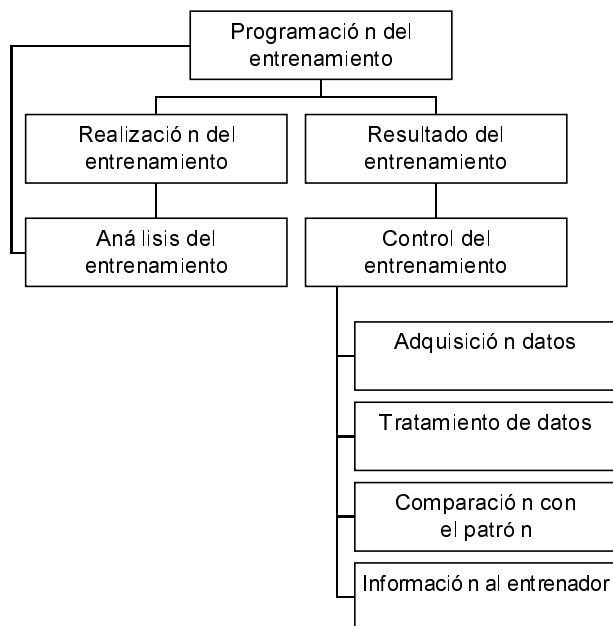 Programació n del
entrenamiento
Realizació n del
entrenamiento
Resultado del
entrenamiento
Aná lisis del
entrenamiento
Control del
entrenamiento
Adquisició n datos
Tratamiento de datos
Comparació n con
el patró n
Informació n al entrenador